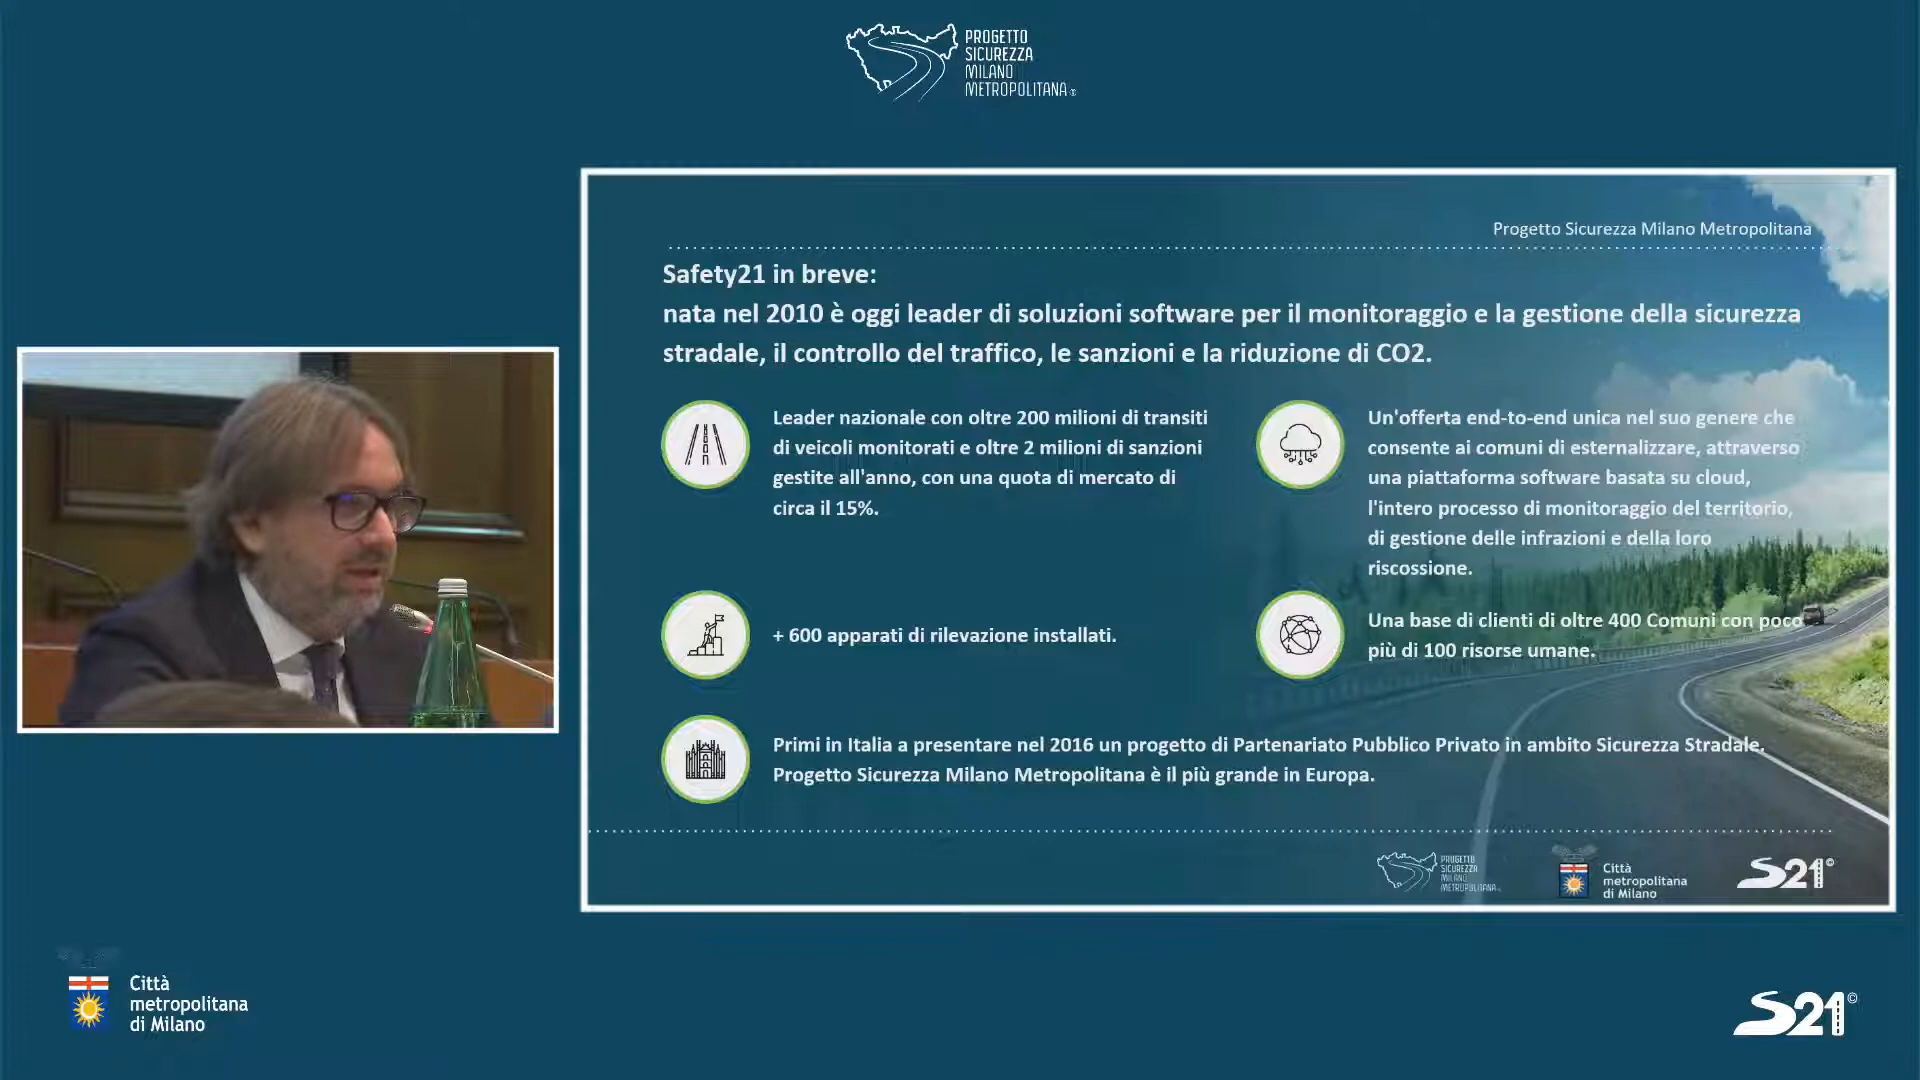 PROGETTO
SICUREZZA
MILANO
METROPOLITANA
Progetto Sicurezza Milano Metropolitana
Safety21 in breve:
nata nel 2010 è oggi leader di soluzioni software per il monitoraggio e la gestione della sicurezza
stradale, il controllo del traffico, le sanzioni e la riduzione di CO2.
Leader nazionale con oltre 200 milioni di transiti
di veicoli monitorati e oltre 2 milioni di sanzioni
gestite all'anno, con una quota di mercato di
circa il 15%.
Un'offerta end-to-end unica nel suo genere che
consente ai comuni di esternalizzare, attraverso
una piattaforma software basata su cloud,
l'intero processo di monitoraggio del territorio,
di gestione delle infrazioni e della loro
riscossione.
+ 600 apparati di rilevazione installati.
Una base di clienti di oltre 400 Comuni con poco
più di 100 risorse umane.
Primi in Italia a presentare nel 2016 un progetto di Partenariato Pubblico Privato in ambito Sicurezza Stradale.
Progetto Sicurezza Milano Metropolitana è il più grande in Europa.
PROGETTO
SICUREZZA
MILANO
METROPOLITANA
Città
metropolitana
di Milano
S21©
Città
metropolitana
di Milano
S21©